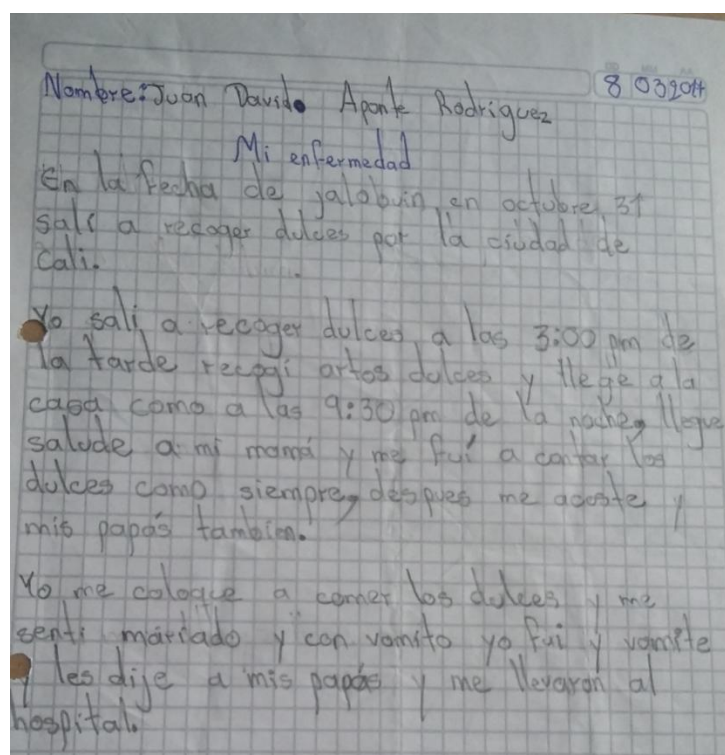 8 03 2011
Nombre: Juan Davido Aponte Rodriguez
Mi enfermedad
En la fecha de jalobuin, en octubre, 31
sali a recoger dulces por la ciudad de
Cali.
Yo sali, a recoger dulces, a las 3:00 pm de
la tarde recogi artos dulces y llege a la
casa como a las 9:30 pm de la noche, llegue
salude a mi mamá y me fui a contar los
dulces como siempre, despues me acoste y
mis papás tambien.
Yo me coloque a comer los dulces y me
senti mariado y con vomito yo fui y vomite
y les dije a mis papás y me llevaron al
hospital.